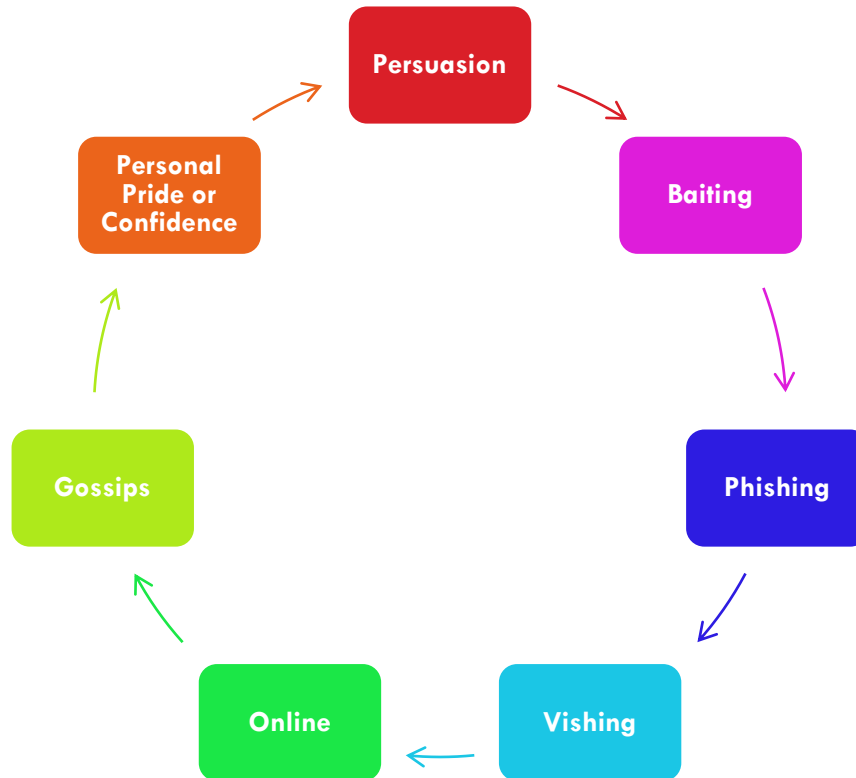 Persuasion
Baiting
Phishing
Vishing
Online
Gossips
Personal
Pride or
Confidence